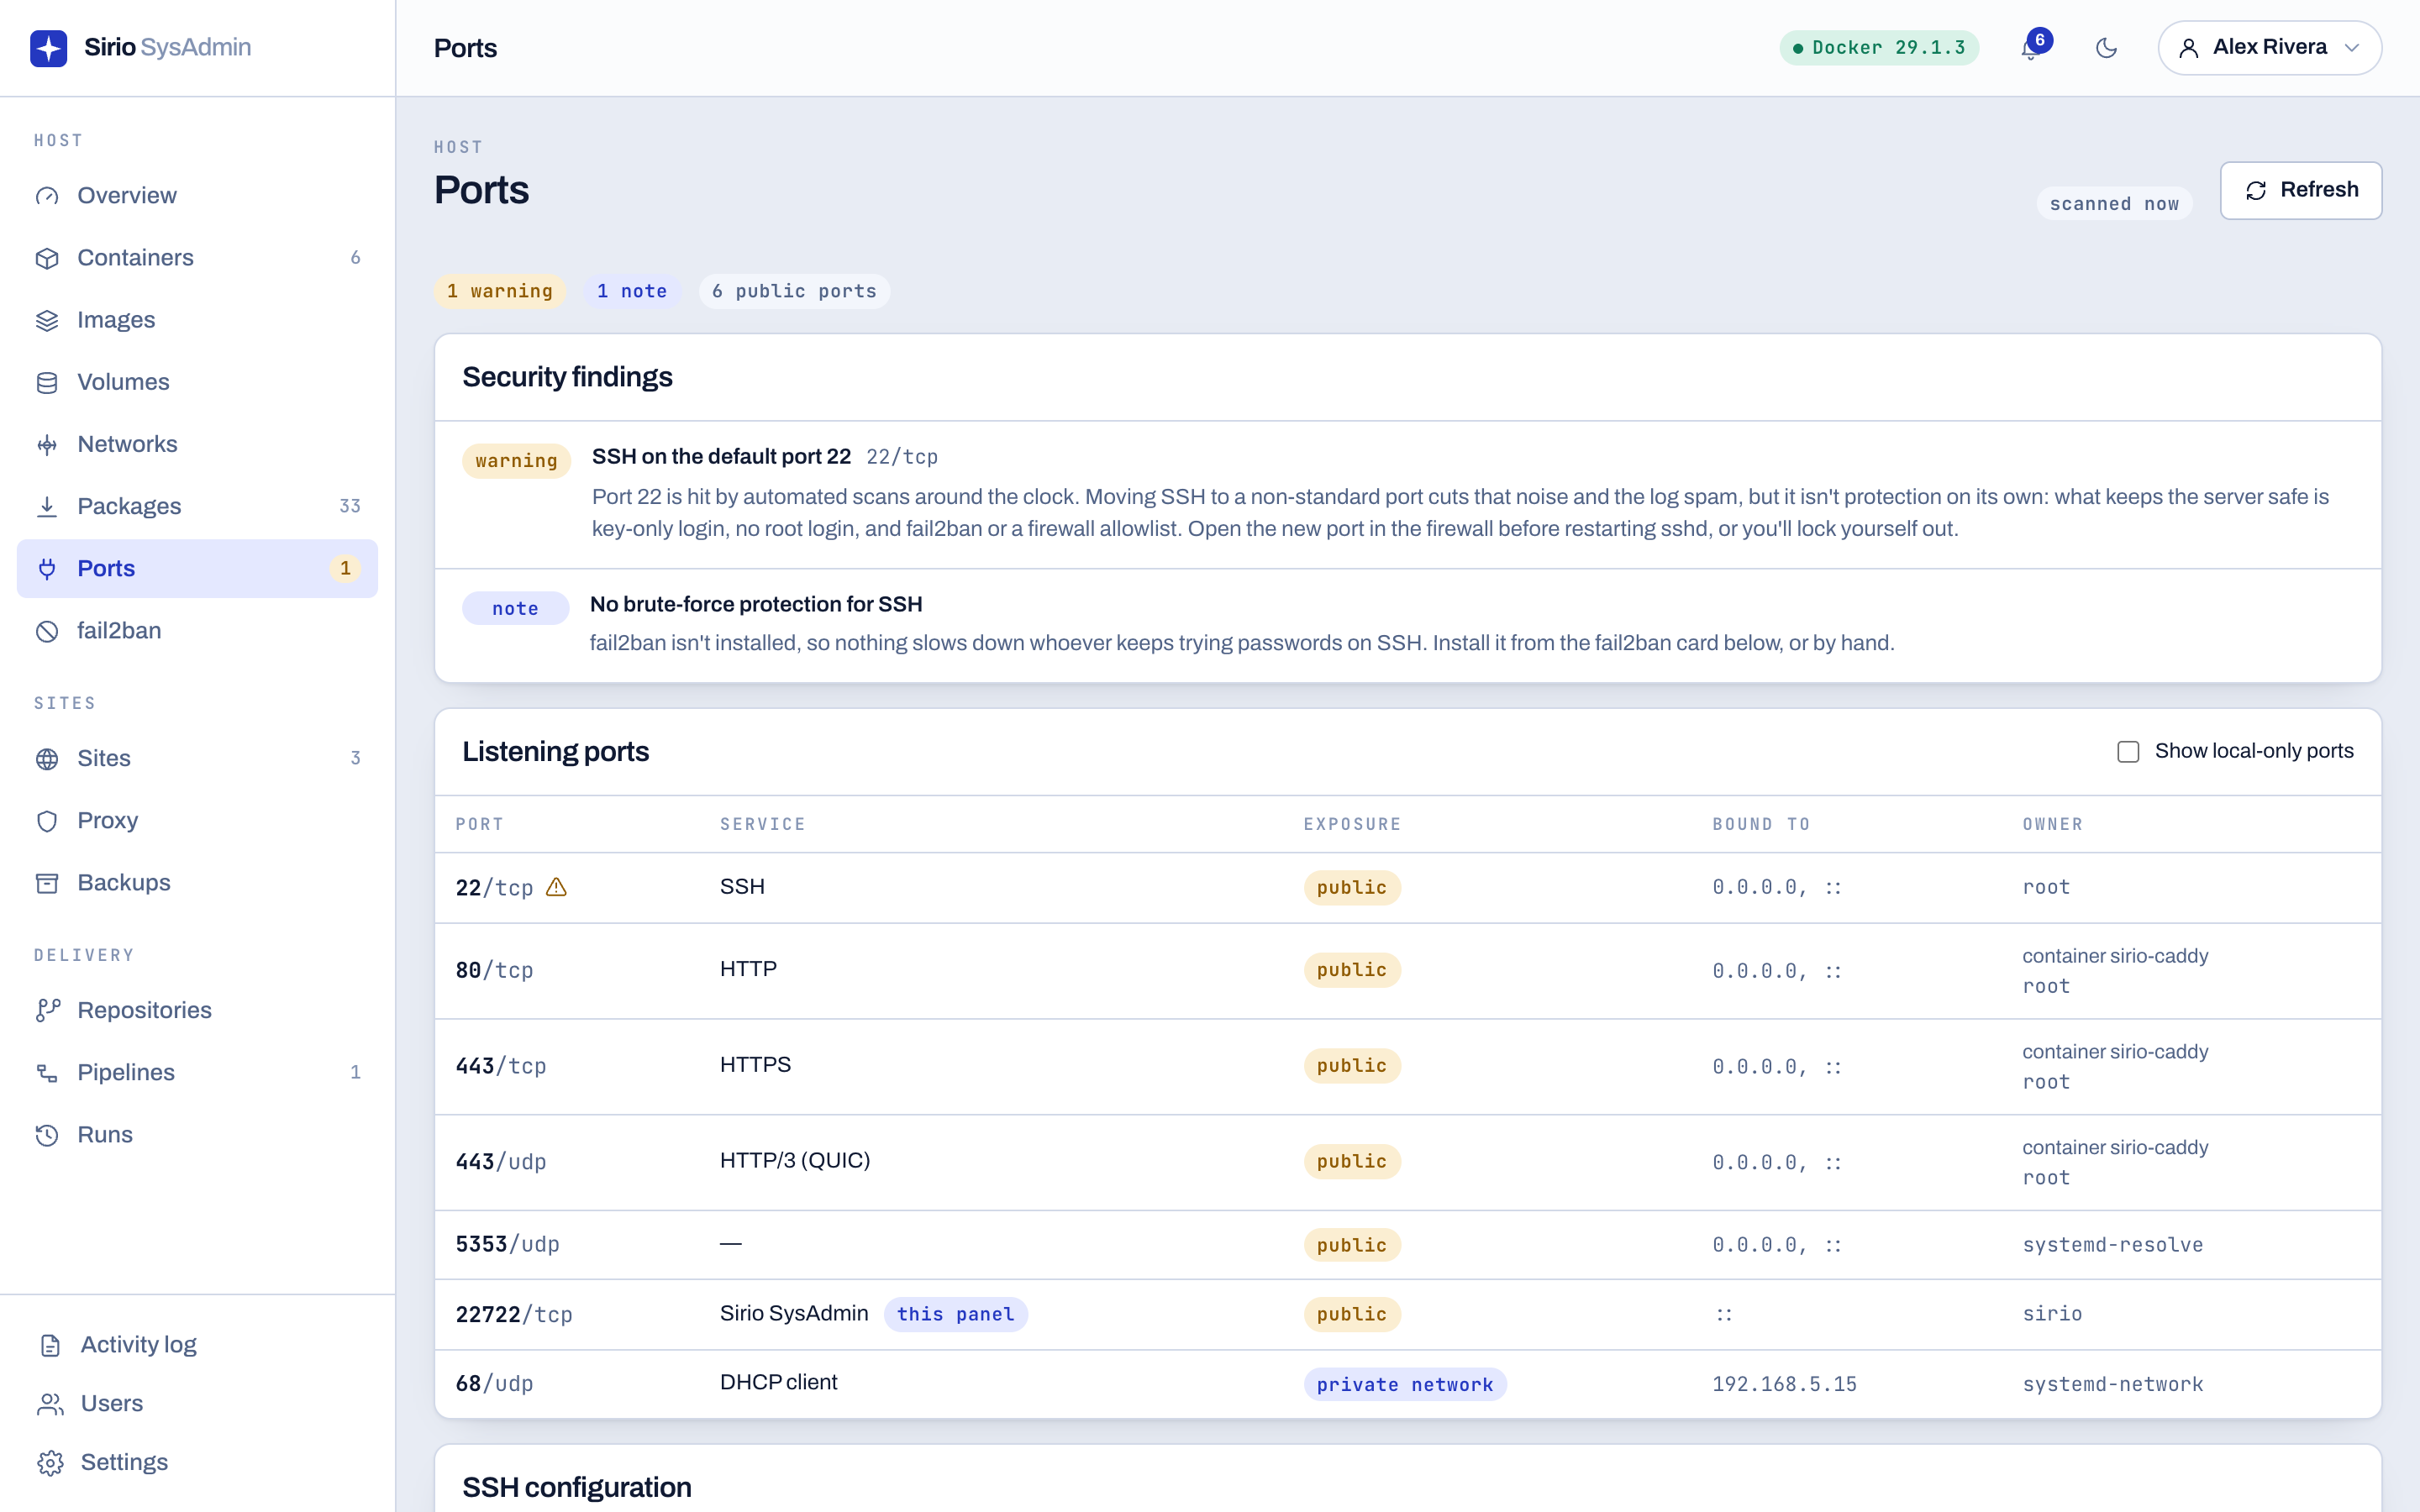 Sirio SysAdmin
Ports
Docker 29.1.3
6
Alex Rivera
HOST
Overview
Containers 6
Images
Volumes
Networks
Packages 33
Ports 1
fail2ban
SITES
Sites 3
Proxy
Backups
DELIVERY
Repositories
Pipelines 1
Runs
Activity log
Users
Settings
HOST
Ports
scanned now
Refresh
1 warning 1 note 6 public ports
Security findings
warning SSH on the default port 22 22/tcp
Port 22 is hit by automated scans around the clock. Moving SSH to a non-standard port cuts that noise and the log spam, but it isn't protection on its own: what keeps the server safe is
key-only login, no root login, and fail2ban or a firewall allowlist. Open the new port in the firewall before restarting sshd, or you'll lock yourself out.
note No brute-force protection for SSH
fail2ban isn't installed, so nothing slows down whoever keeps trying passwords on SSH. Install it from the fail2ban card below, or by hand.
Listening ports
Show local-only ports
PORT SERVICE EXPOSURE BOUND TO OWNER
22/tcp SSH public 0.0.0.0, :: root
80/tcp HTTP public 0.0.0.0, :: container sirio-caddy
root
443/tcp HTTPS public 0.0.0.0, :: container sirio-caddy
root
443/udp HTTP/3 (QUIC) public 0.0.0.0, :: container sirio-caddy
root
5353/udp — public 0.0.0.0, :: systemd-resolve
22722/tcp Sirio SysAdmin this panel public :: sirio
68/udp DHCP client private network 192.168.5.15 systemd-network
SSH configuration